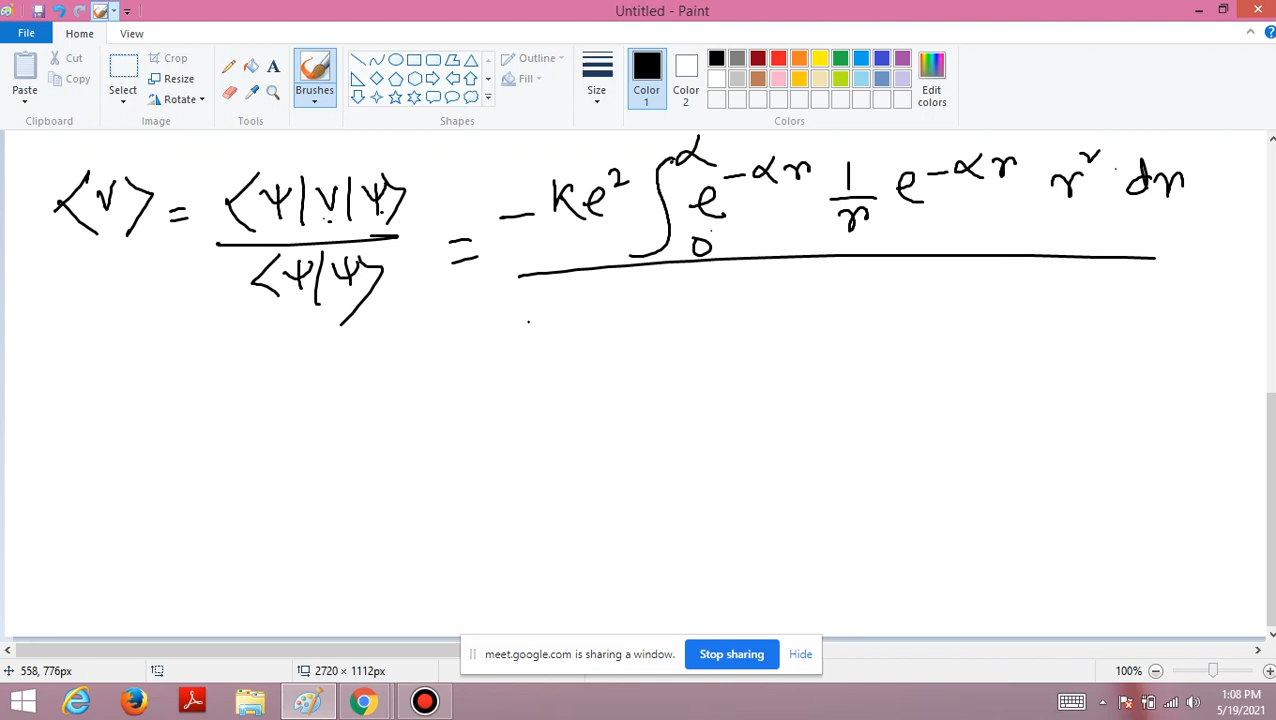 Untitled - Paint
File Home View
Paste
Cut
Copy
Clipboard
Select
Crop
Resize
Rotate
Image
A
Tools
Brushes
Outline
Fill
Shapes
Size
Color 1
Color 2
Edit colors
Colors
⟨V⟩ = ⟨Ψ|V|Ψ⟩ / ⟨Ψ|Ψ⟩ = -Ke² ∫₀^α e^(-αr) 1/r e^(-αr) r² dr
meet.google.com is sharing a window. Stop sharing Hide
558, 776px 2720 × 1112px 100%
1:08 PM
5/19/2021